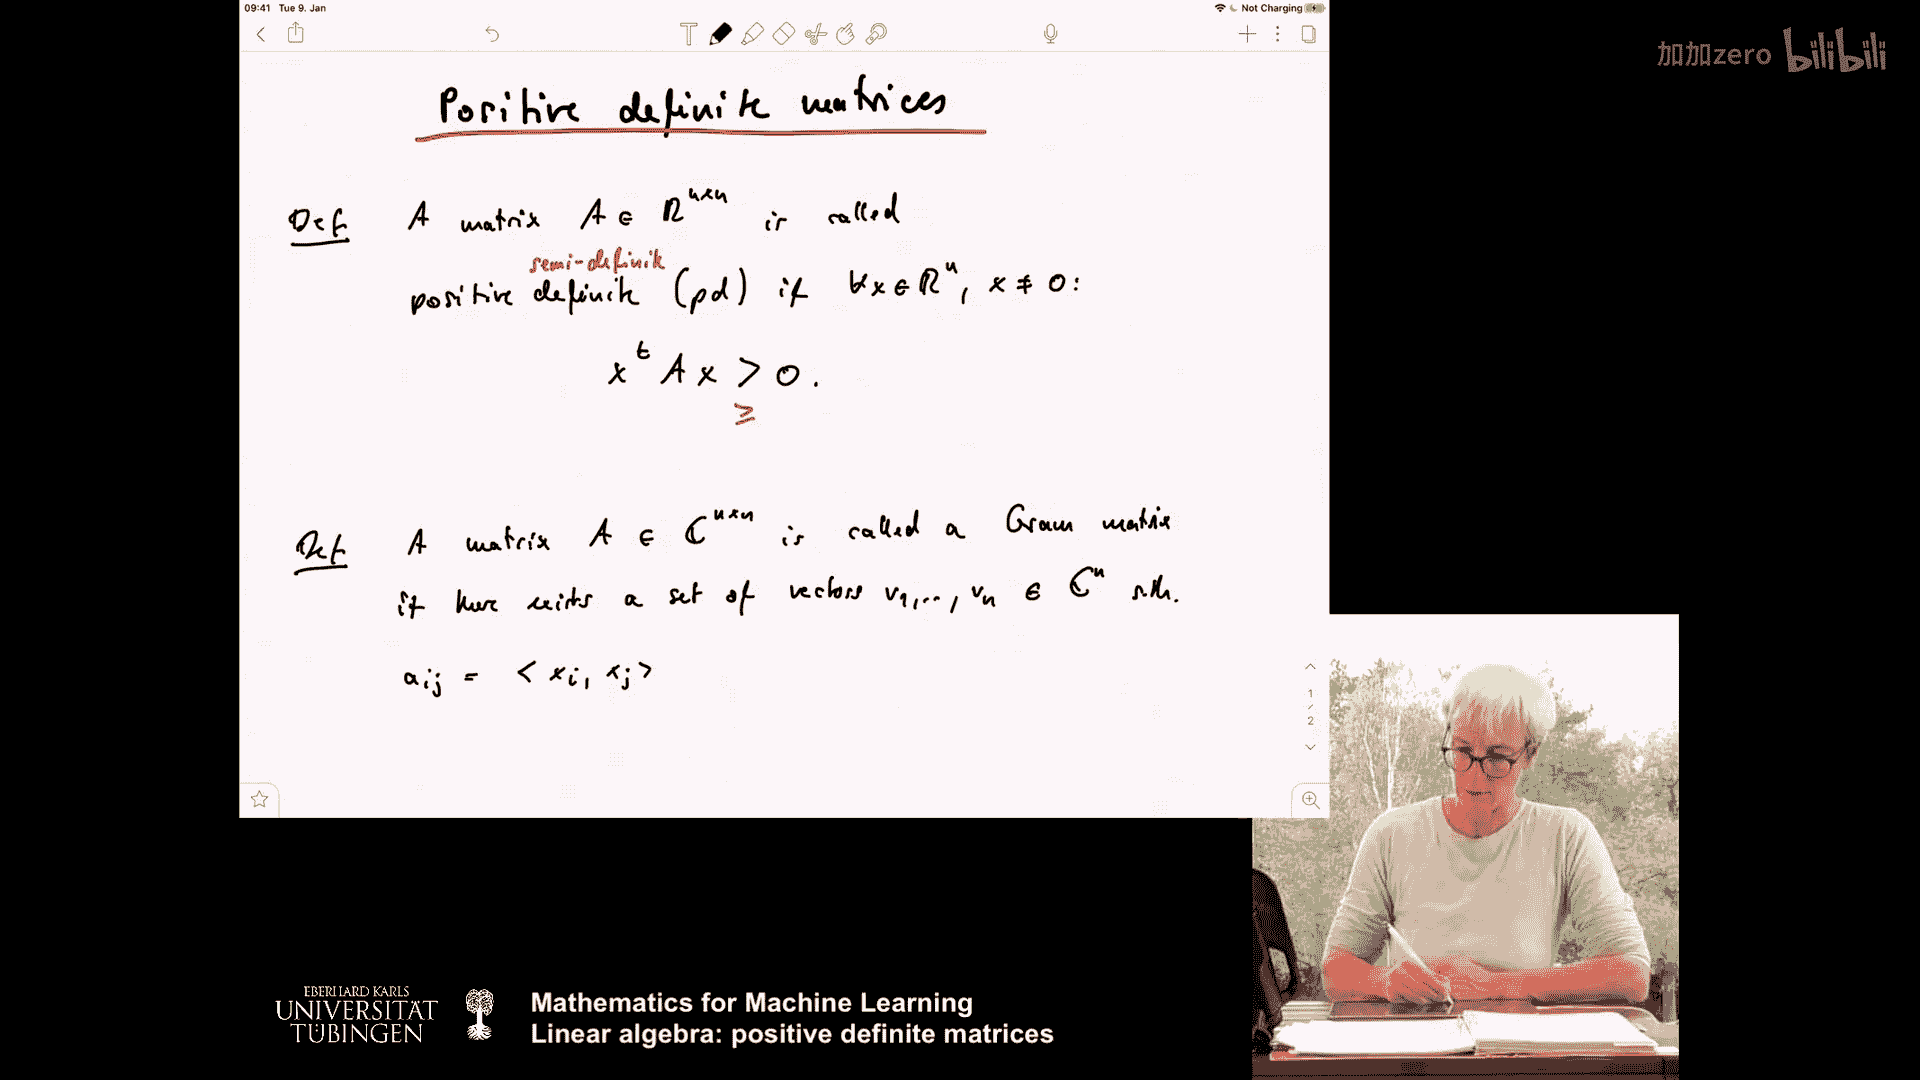 09:41 Tue 9. Jan
Not Charging
加加zero bilibili
Positive definite matrices
Def A matrix A ∈ ℝⁿˣⁿ is called
semi-definite
positive definite (pd) if ∀x ∈ ℝⁿ, x ≠ 0:
xᵗ A x > 0.
≥
Def A matrix A ∈ ℂⁿˣⁿ is called a Gram matrix
if there exists a set of vectors v₁,.., vₙ ∈ ℂⁿ s.th.
aᵢⱼ = < xᵢ, xⱼ >
1
/
2
EBERHARD KARLS
UNIVERSITÄT
TÜBINGEN
Mathematics for Machine Learning
Linear algebra: positive definite matrices